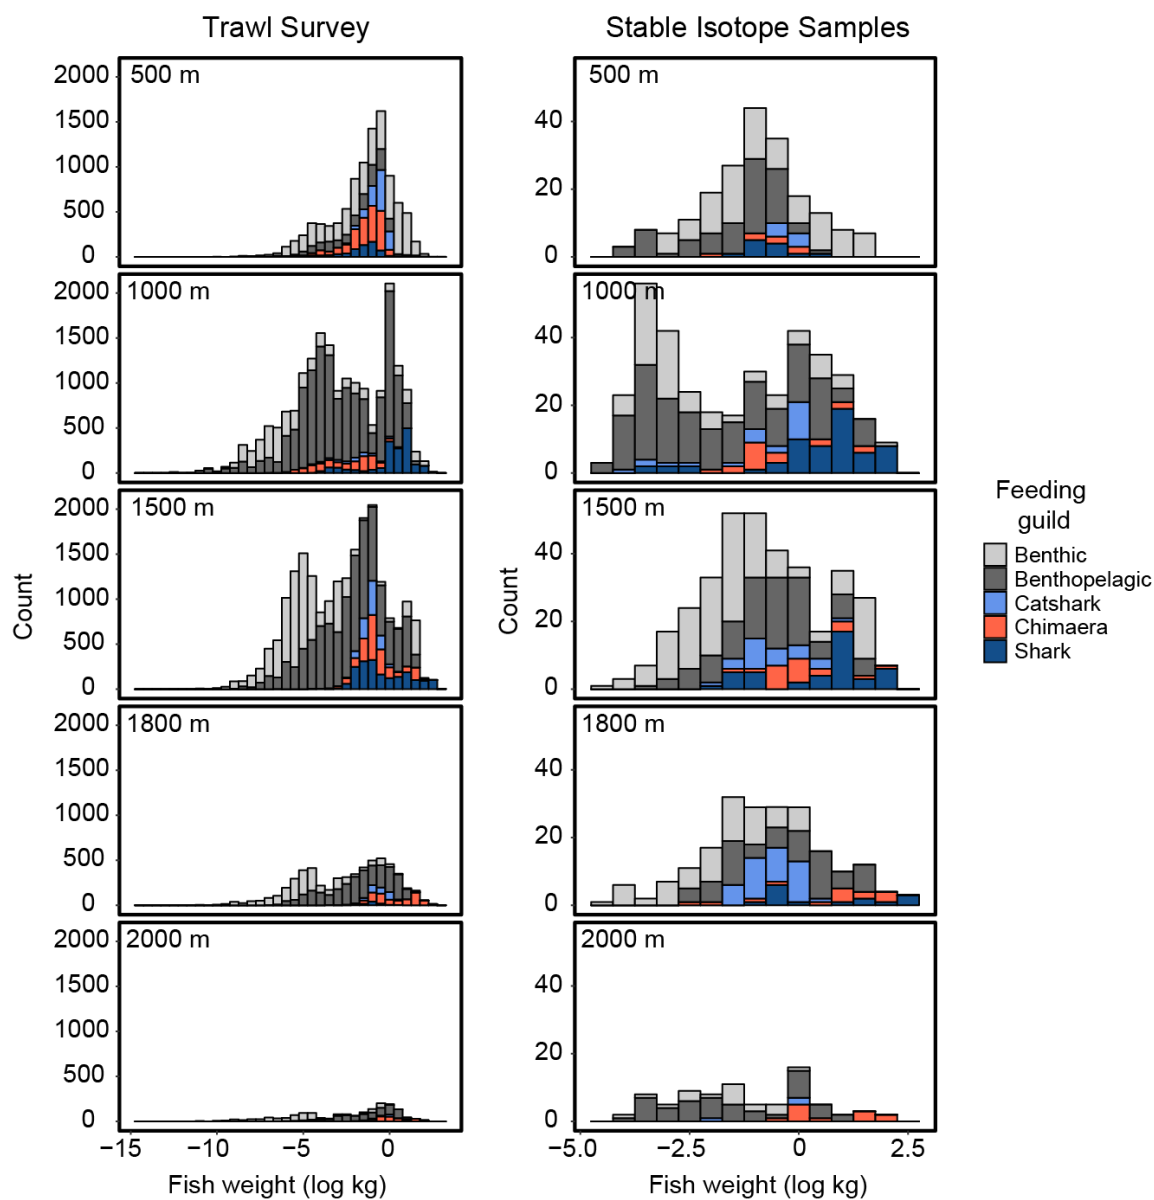 Trawl Survey
Stable Isotope Samples
500 m
2000
1500
1000
500
0
500 m
40
20
0
1000 m
2000
1500
1000
500
0
1000 m
40
20
0
1500 m
2000
1500
1000
500
0
1500 m
40
20
0
1800 m
2000
1500
1000
500
0
1800 m
40
20
0
2000 m
2000
1500
1000
500
0
2000 m
40
20
0
Count
Count
−15 −10 −5 0
−5.0 −2.5 0 2.5
Fish weight (log kg)
Fish weight (log kg)
Feeding
guild
Benthic
Benthopelagic
Catshark
Chimaera
Shark